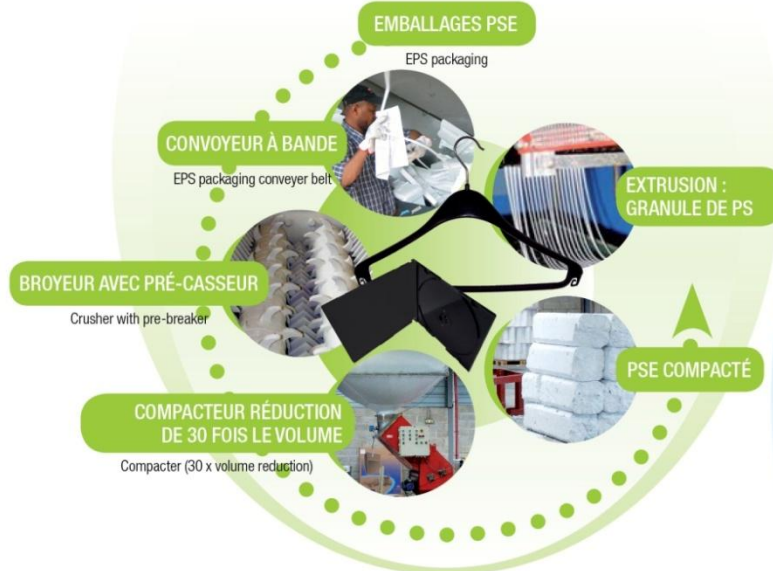 EMBALLAGES PSE
EPS packaging
CONVOYEUR À BANDE
EPS packaging conveyer belt
BROYEUR AVEC PRÉ-CASSEUR
Crusher with pre-breaker
COMPACTEUR RÉDUCTION
DE 30 FOIS LE VOLUME
Compacter (30 x volume reduction)
PSE COMPACTÉ
EXTRUSION :
GRANULE DE PS